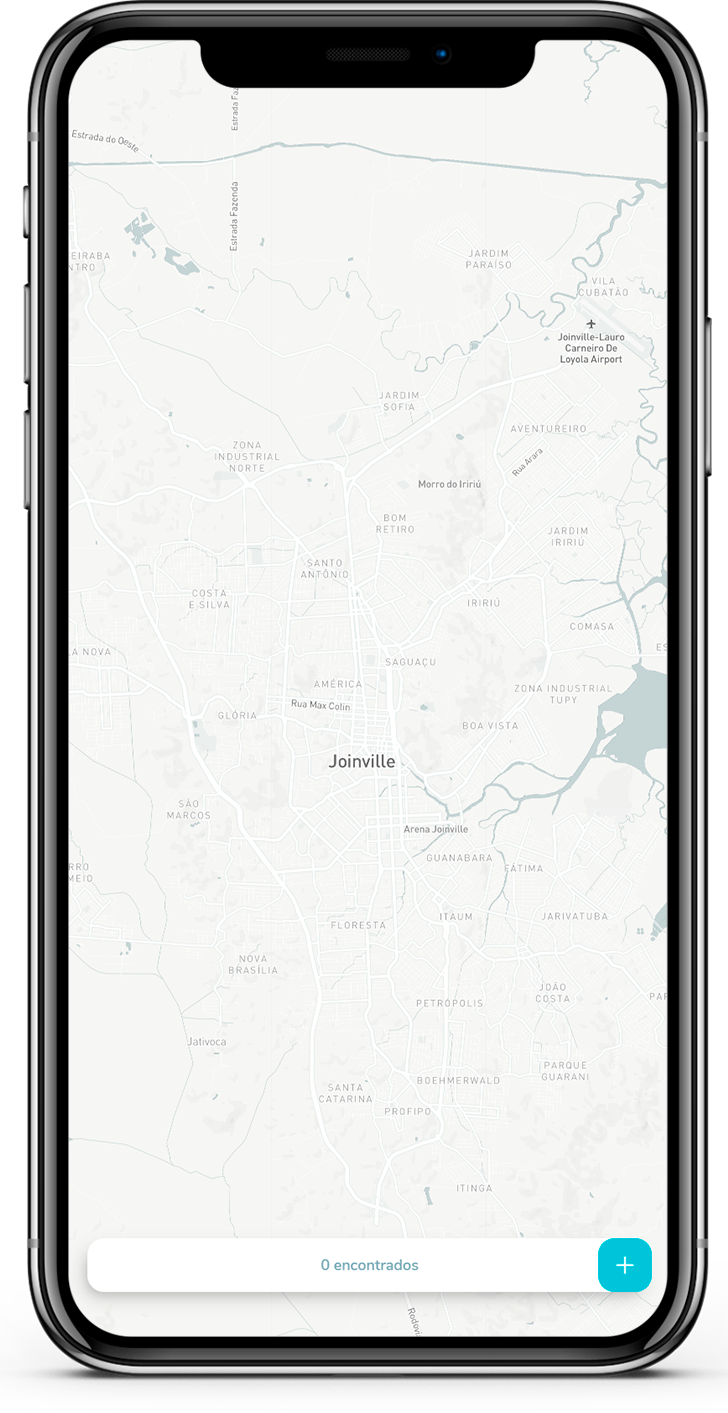 Estrada Faz
Estrada do Oeste
Estrada Fazenda
EIRABA
NTRO
JARDIM
PARAÍSO
VILA
CUBATÃO
Joinville-Lauro
Carneiro De
Loyola Airport
JARDIM
SOFIA
AVENTUREIRO
ZONA
INDUSTRIAL
NORTE
Rua Arara
Morro do Iririú
BOM
RETIRO
JARDIM
IRIRIÚ
SANTO
ANTÔNIO
COSTA
E SILVA
IRIRIÚ
COMASA
ES
A NOVA
SAGUAÇU
AMÉRICA
ZONA INDUSTRIAL
TUPY
Rua Max Colin
GLÓRIA
BOA VISTA
Joinville
SÃO
MARCOS
Arena Joinville
GUANABARA
FÁTIMA
RRO
MEIO
ITAUM
JARIVATUBA
FLORESTA
NOVA
BRASÍLIA
JOÃO
COSTA
PAR
PETRÓPOLIS
Jativoca
PARQUE
GUARANI
BOEHMERWALD
SANTA
CATARINA
PROFIPO
ITINGA
0 encontrados
+
Rodovi